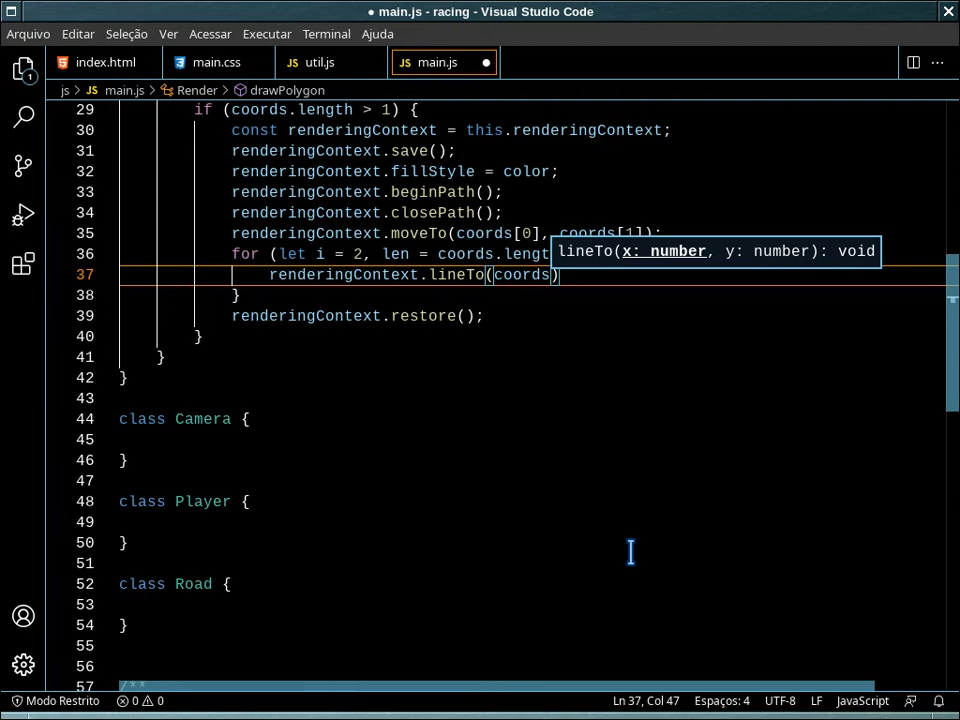 ● main.js - racing - Visual Studio Code
Arquivo Editar Seleção Ver Acessar Executar Terminal Ajuda
index.html main.css JS util.js JS main.js ●
js > JS main.js > Render > drawPolygon
29 if (coords.length > 1) {
30 const renderingContext = this.renderingContext;
31 renderingContext.save();
32 renderingContext.fillStyle = color;
33 renderingContext.beginPath();
34 renderingContext.closePath();
35 renderingContext.moveTo(coords[0], coords[1]);
36 for (let i = 2, len = coords.lengt
lineTo(x: number, y: number): void
37 renderingContext.lineTo(coords)
38 }
39 renderingContext.restore();
40 }
41 }
42 }
43
44 class Camera {
45
46 }
47
48 class Player {
49
50 }
51
52 class Road {
53
54 }
55
56
57 /**
1
Modo Restrito 0 0 Ln 37, Col 47 Espaços: 4 UTF-8 LF JavaScript